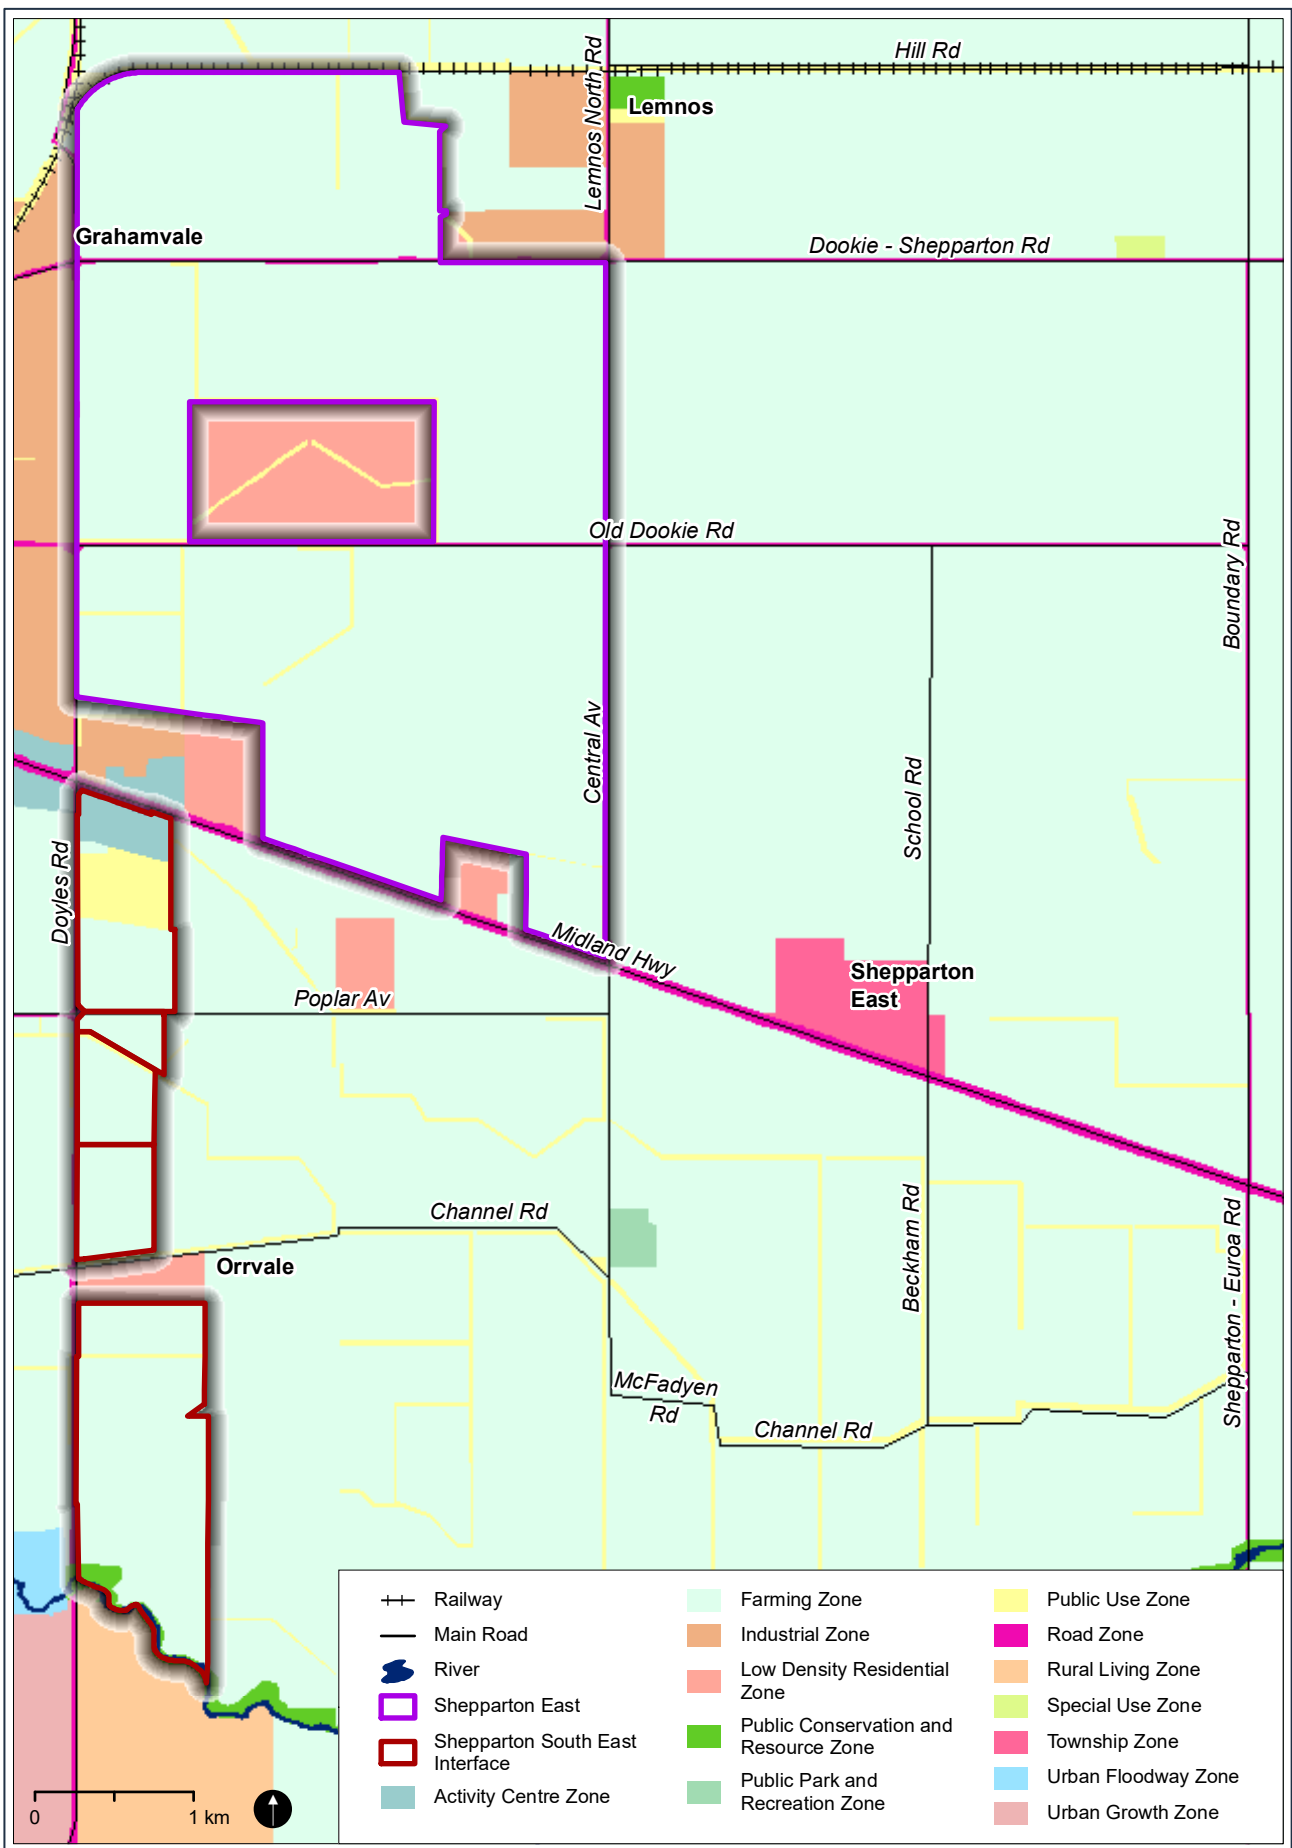 Hill Rd
Lemnos North Rd
Lemnos
Grahamvale
Dookie - Shepparton Rd
Old Dookie Rd
Boundary Rd
Central Av
School Rd
Doyles Rd
Midland Hwy
Shepparton
East
Poplar Av
Channel Rd
Beckham Rd
Shepparton - Euroa Rd
Orrvale
McFadyen
Rd
Channel Rd
Railway
Main Road
River
Shepparton East
Shepparton South East
Interface
Activity Centre Zone
Farming Zone
Industrial Zone
Low Density Residential
Zone
Public Conservation and
Resource Zone
Public Park and
Recreation Zone
Public Use Zone
Road Zone
Rural Living Zone
Special Use Zone
Township Zone
Urban Floodway Zone
Urban Growth Zone
0 1 km